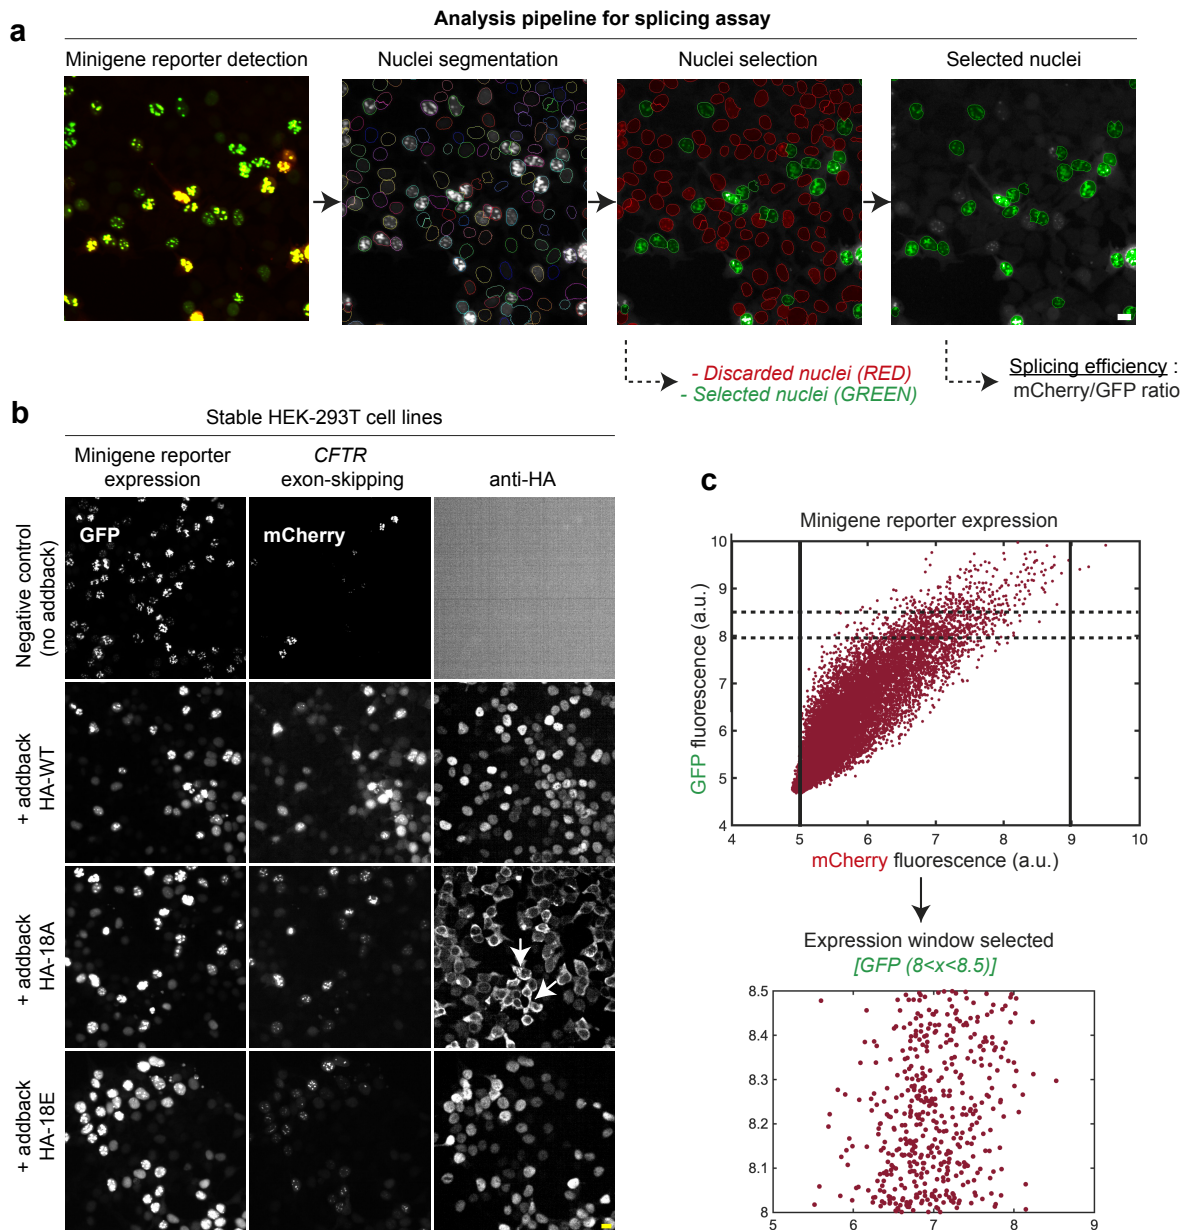 Analysis pipeline for splicing assay
a
Minigene reporter detection
Nuclei segmentation
Nuclei selection
Selected nuclei
- Discarded nuclei (RED)
- Selected nuclei (GREEN)
Splicing efficiency :
mCherry/GFP ratio
b
Stable HEK-293T cell lines
Minigene reporter
expression
CFTR
exon-skipping
anti-HA
Negative control
(no addback)
GFP
mCherry
+ addback
HA-WT
+ addback
HA-18A
+ addback
HA-18E
c
Minigene reporter expression
10
9
8
7
6
5
4
GFP fluorescence (a.u.)
4 5 6 7 8 9 10
mCherry fluorescence (a.u.)
Expression window selected
[GFP (8<x<8.5)]
8.5
8.4
8.3
8.2
8.1
8
5 6 7 8 9